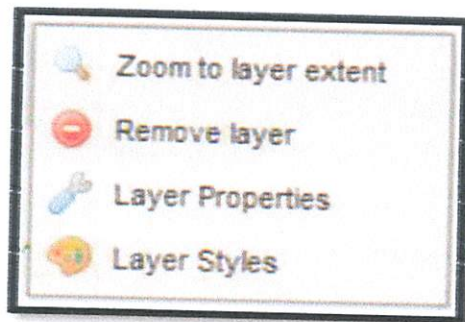 Zoom to layer extent
Remove layer
Layer Properties
Layer Styles